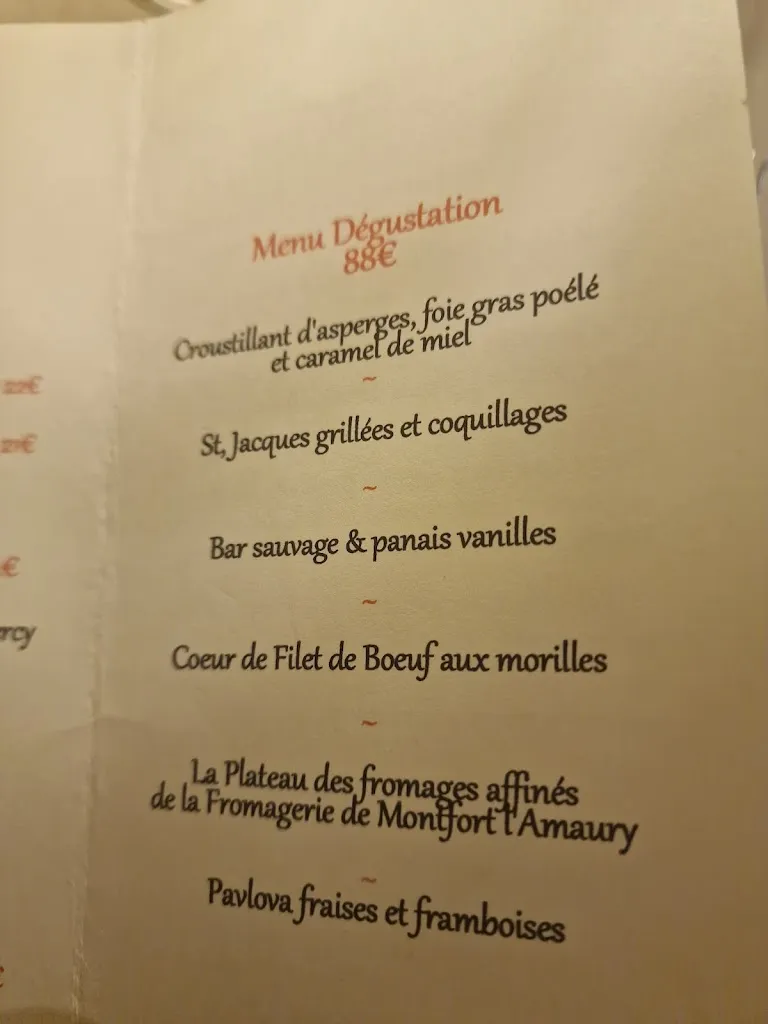 Menu Dégustation
88€
Croustillant d'asperges, foie gras poélé
et caramel de miel
~
St, Jacques grillées et coquillages
~
Bar sauvage & panais vanilles
~
Coeur de Filet de Boeuf aux morilles
~
La Plateau des fromages affinés
de la Fromagerie de Montfort l'Amaury
~
Pavlova fraises et framboises
22€
€
rcy